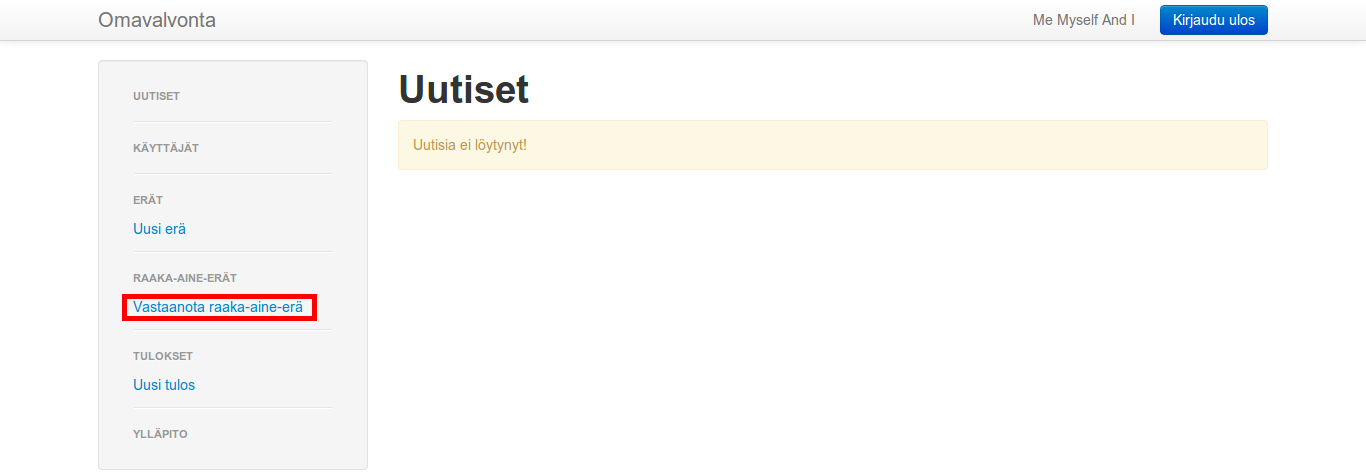 Omavalvonta
Me Myself And I
Kirjaudu ulos
UUTISET
KÄYTTÄJÄT
ERÄT
Uusi erä
RAAKA-AINE-ERÄT
Vastaanota raaka-aine-erä
TULOKSET
Uusi tulos
YLLÄPITO
Uutiset
Uutisia ei löytynyt!